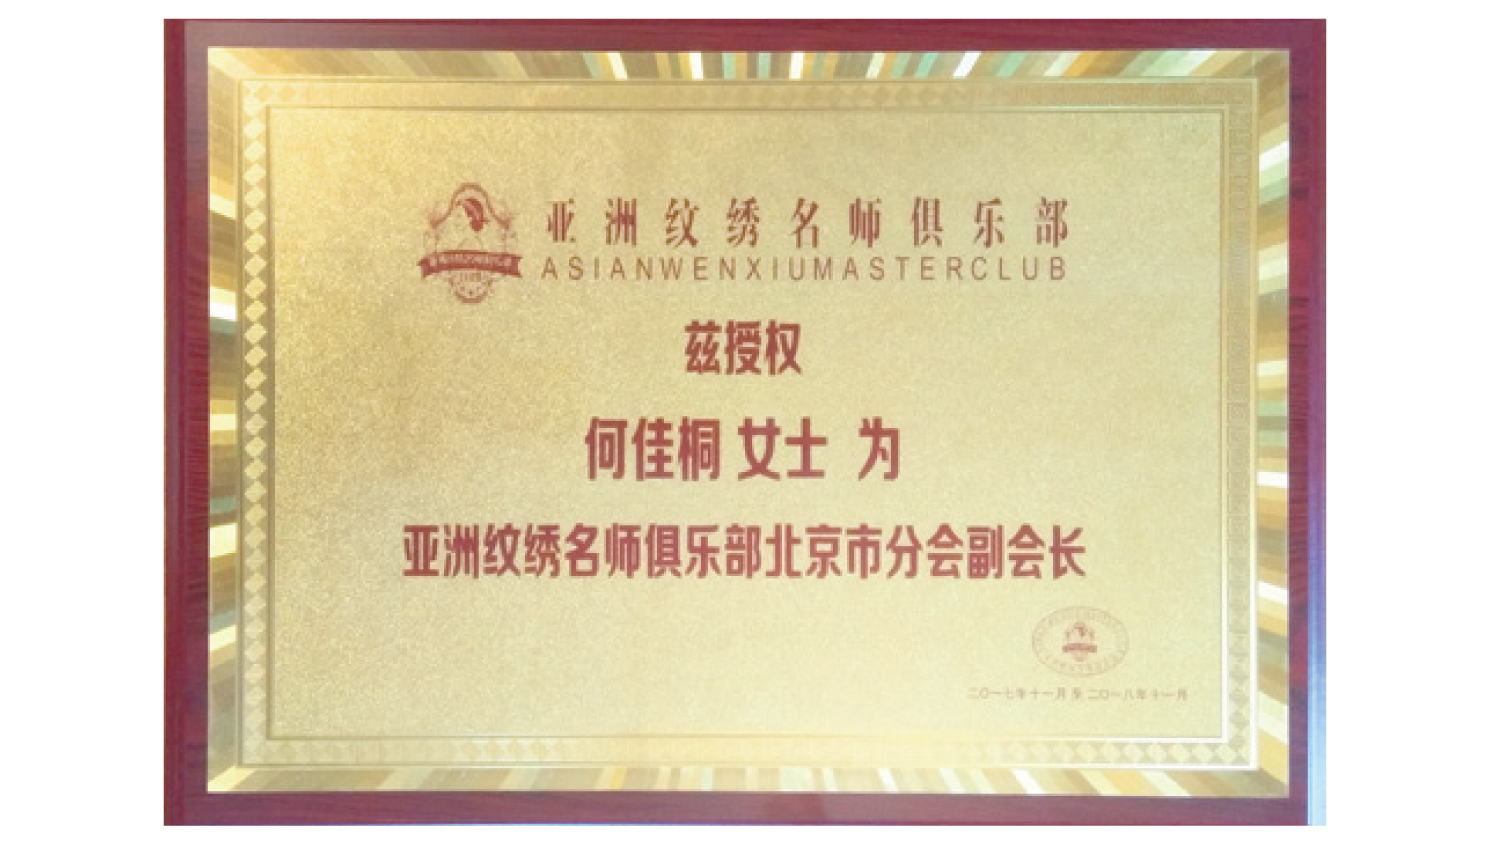 亚洲纹绣名师俱乐部
ASIANWENXIUMASTERCLUB
兹授权
何佳桐 女士 为
亚洲纹绣名师俱乐部北京市分会副会长
二〇一七年十一月至二〇一八年十一月